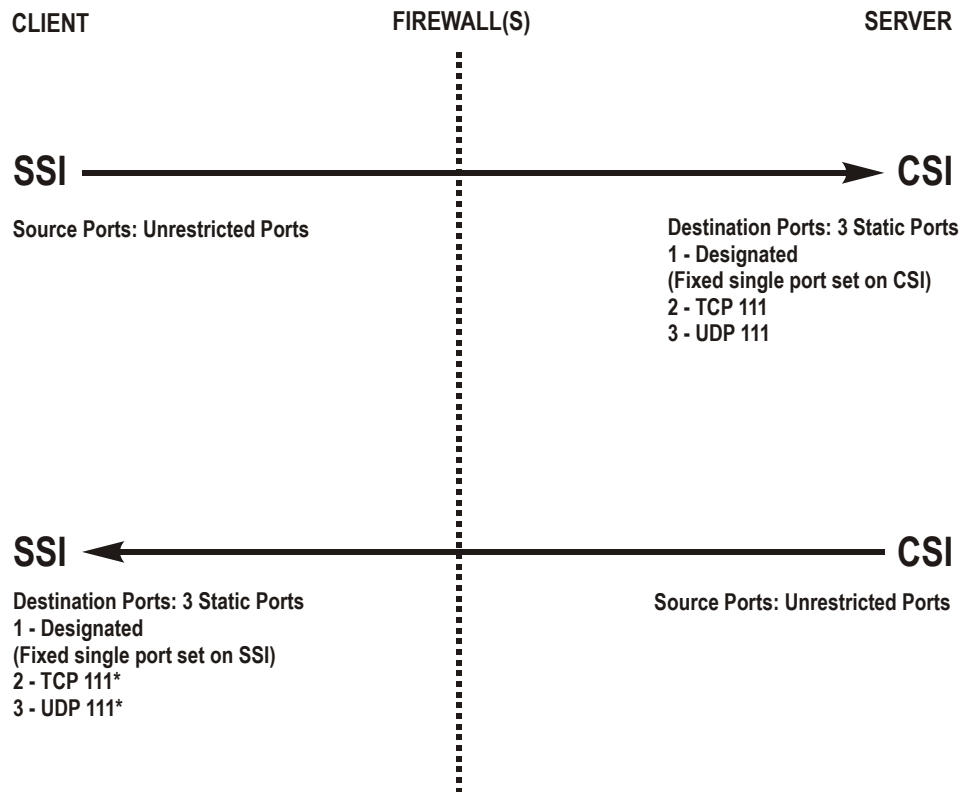 CLIENT
FIREWALL(S)
SERVER
SSI
CSI
Source Ports: Unrestricted Ports
Destination Ports: 3 Static Ports
1 - Designated
(Fixed single port set on CSI)
2 - TCP 111
3 - UDP 111
SSI
CSI
Destination Ports: 3 Static Ports
1 - Designated
(Fixed single port set on SSI)
2 - TCP 111*
3 - UDP 111*
Source Ports: Unrestricted Ports